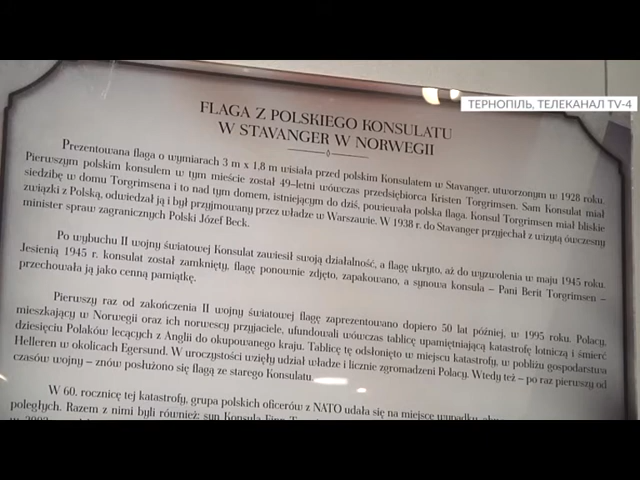 ТЕРНОПІЛЬ, ТЕЛЕКАНАЛ TV-4
FLAGA Z POLSKIEGO KONSULATU
W STAVANGER W NORWEGII
Prezentowana flaga o wymiarach 3 m x 1,8 m wisiała przed polskim Konsulatem w Stavanger, utworzonym w 1928 roku.
Pierwszym polskim konsulem w tym mieście został 49-letni wówczas przedsiębiorca Kristen Torgrimsen. Sam Konsulat miał
siedzibę w domu Torgrimsena i to nad tym domem, istniejącym do dziś, powiewała polska flaga. Konsul Torgrimsen miał bliskie
związki z Polską, odwiedzał ją i był przyjmowany przez władze w Warszawie. W 1938 r. do Stavanger przyjechał z wizytą ówczesny
minister spraw zagranicznych Polski Józef Beck.
Po wybuchu II wojny światowej Konsulat zawiesił swoją działalność, a flagę ukryto, aż do wyzwolenia w maju 1945 roku.
Jesienią 1945 r. konsulat został zamknięty, flagę ponownie zdjęto, zapakowano, a synowa konsula – Pani Berit Torgrimsen –
przechowała ją jako cenną pamiątkę.
Pierwszy raz od zakończenia II wojny światowej flagę zaprezentowano dopiero 50 lat później, w 1995 roku. Polacy,
mieszkający w Norwegii oraz ich norwescy przyjaciele, ufundowali wówczas tablicę upamiętniającą katastrofę lotniczą i śmierć
dziesięciu Polaków lecących z Anglii do okupowanego kraju. Tablicę tę odsłonięto w miejscu katastrofy, w pobliżu gospodarstwa
Helleren w okolicach Egersund. W uroczystości wzięły udział władze i licznie zgromadzeni Polacy. Wtedy też – po raz pierwszy od
czasów wojny – znów posłużono się flagą ze starego Konsulatu.
W 60. rocznicę tej katastrofy, grupa polskich oficerów z NATO udała się na miejsce wypadku,
poległych. Razem z nimi byli również: syn Konsula